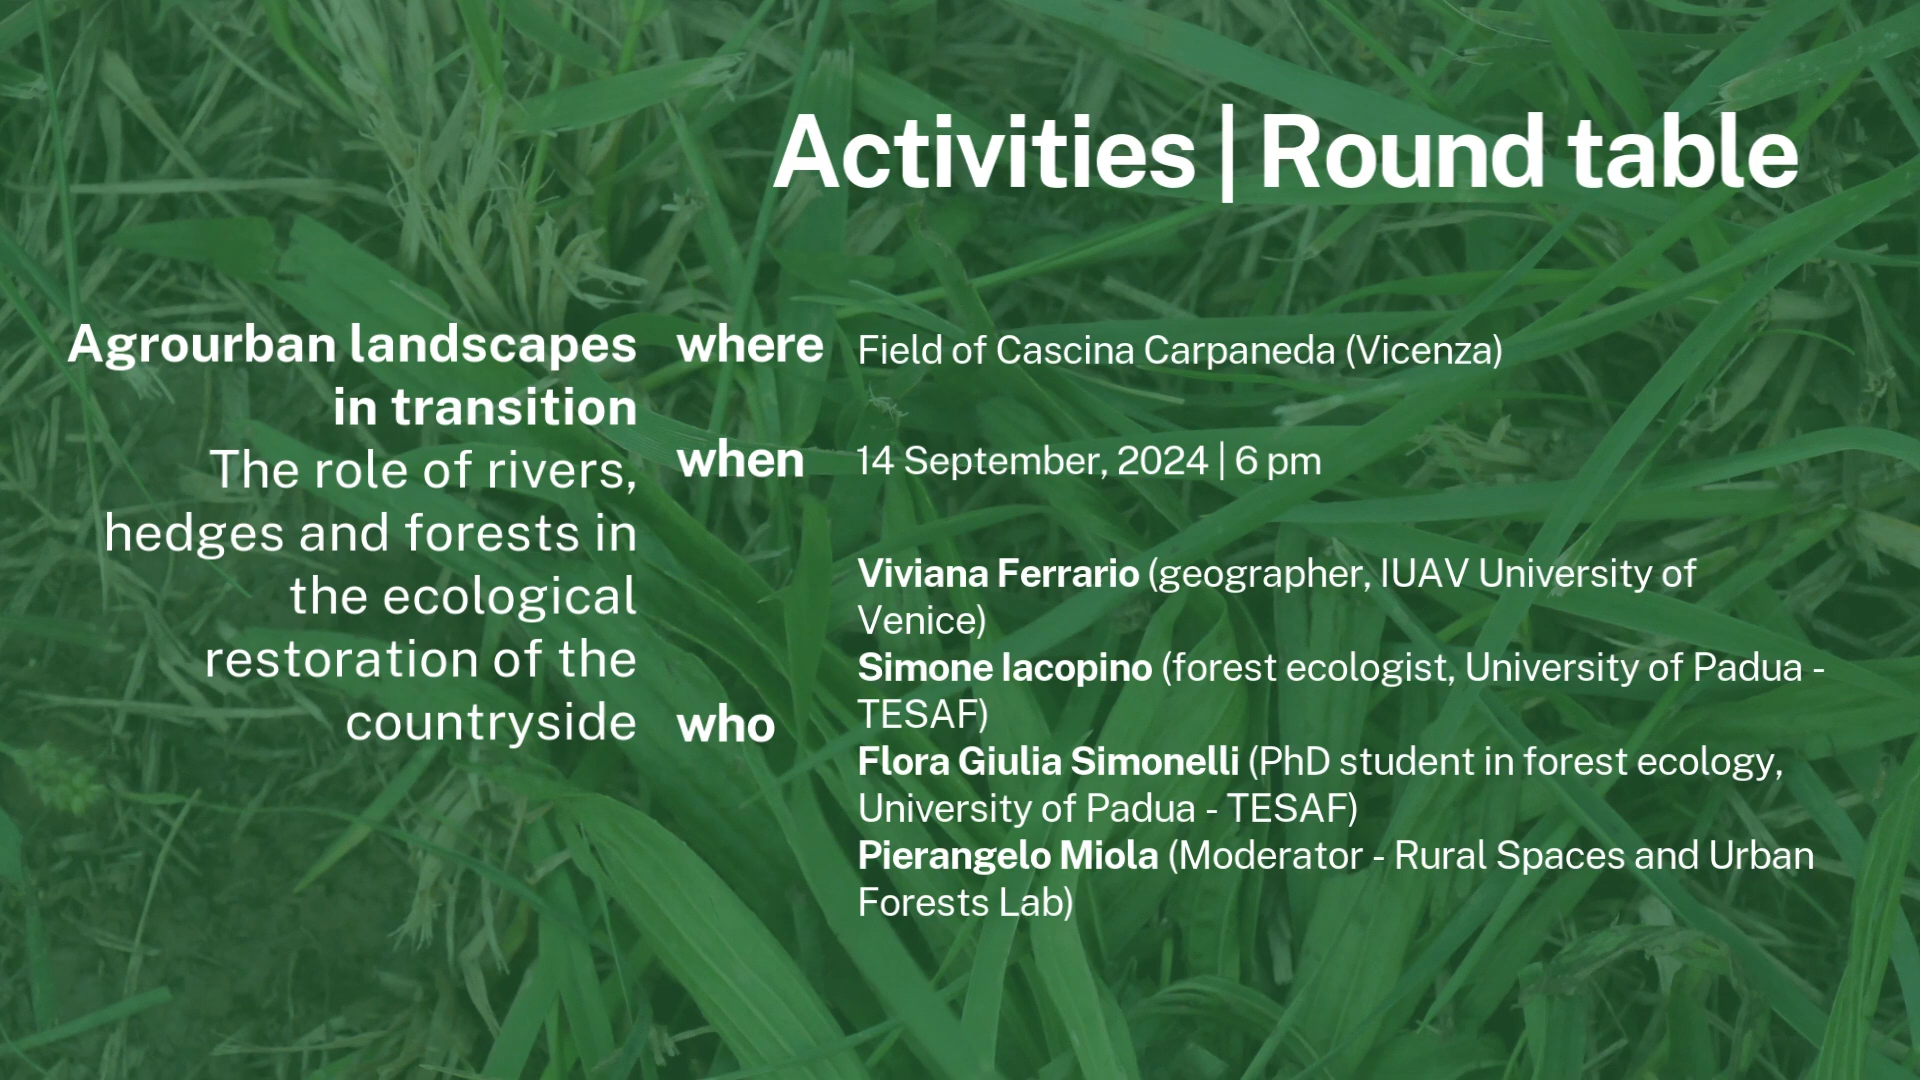 Activities | Round table
Agrourban landscapes
in transition
The role of rivers,
hedges and forests in
the ecological
restoration of the
countryside
where
Field of Cascina Carpaneda (Vicenza)
when
14 September, 2024 | 6 pm
who
Viviana Ferrario (geographer, IUAV University of
Venice)
Simone Iacopino (forest ecologist, University of Padua -
TESAF)
Flora Giulia Simonelli (PhD student in forest ecology,
University of Padua - TESAF)
Pierangelo Miola (Moderator - Rural Spaces and Urban
Forests Lab)